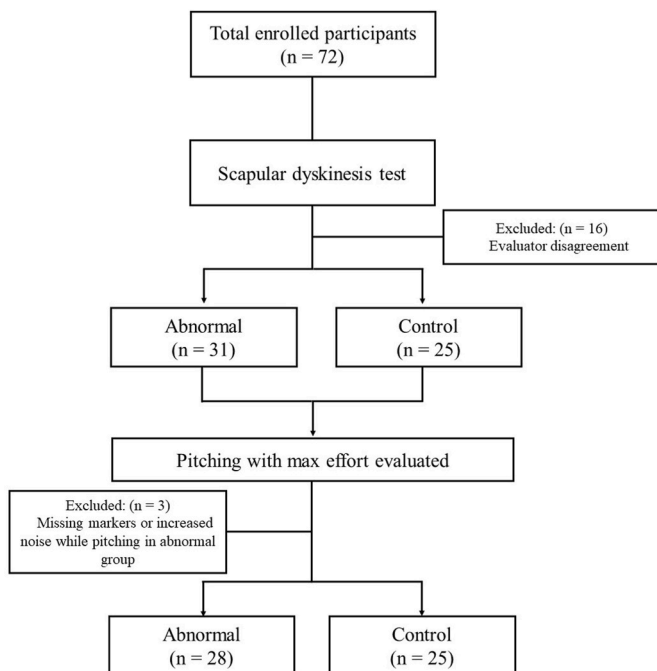 Total enrolled participants
(n = 72)
Scapular dyskinesis test
Excluded: (n = 16)
Evaluator disagreement
Abnormal
(n = 31)
Control
(n = 25)
Pitching with max effort evaluated
Excluded: (n = 3)
Missing markers or increased
noise while pitching in abnormal
group
Abnormal
(n = 28)
Control
(n = 25)